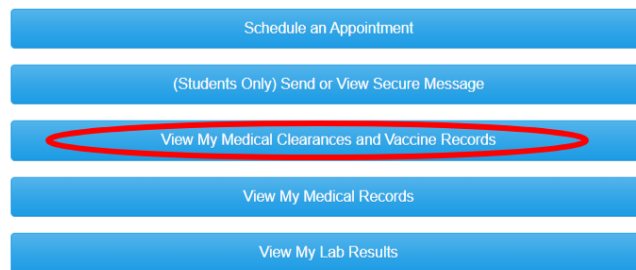 Schedule an Appointment
(Students Only) Send or View Secure Message
View My Medical Clearances and Vaccine Records
View My Medical Records
View My Lab Results